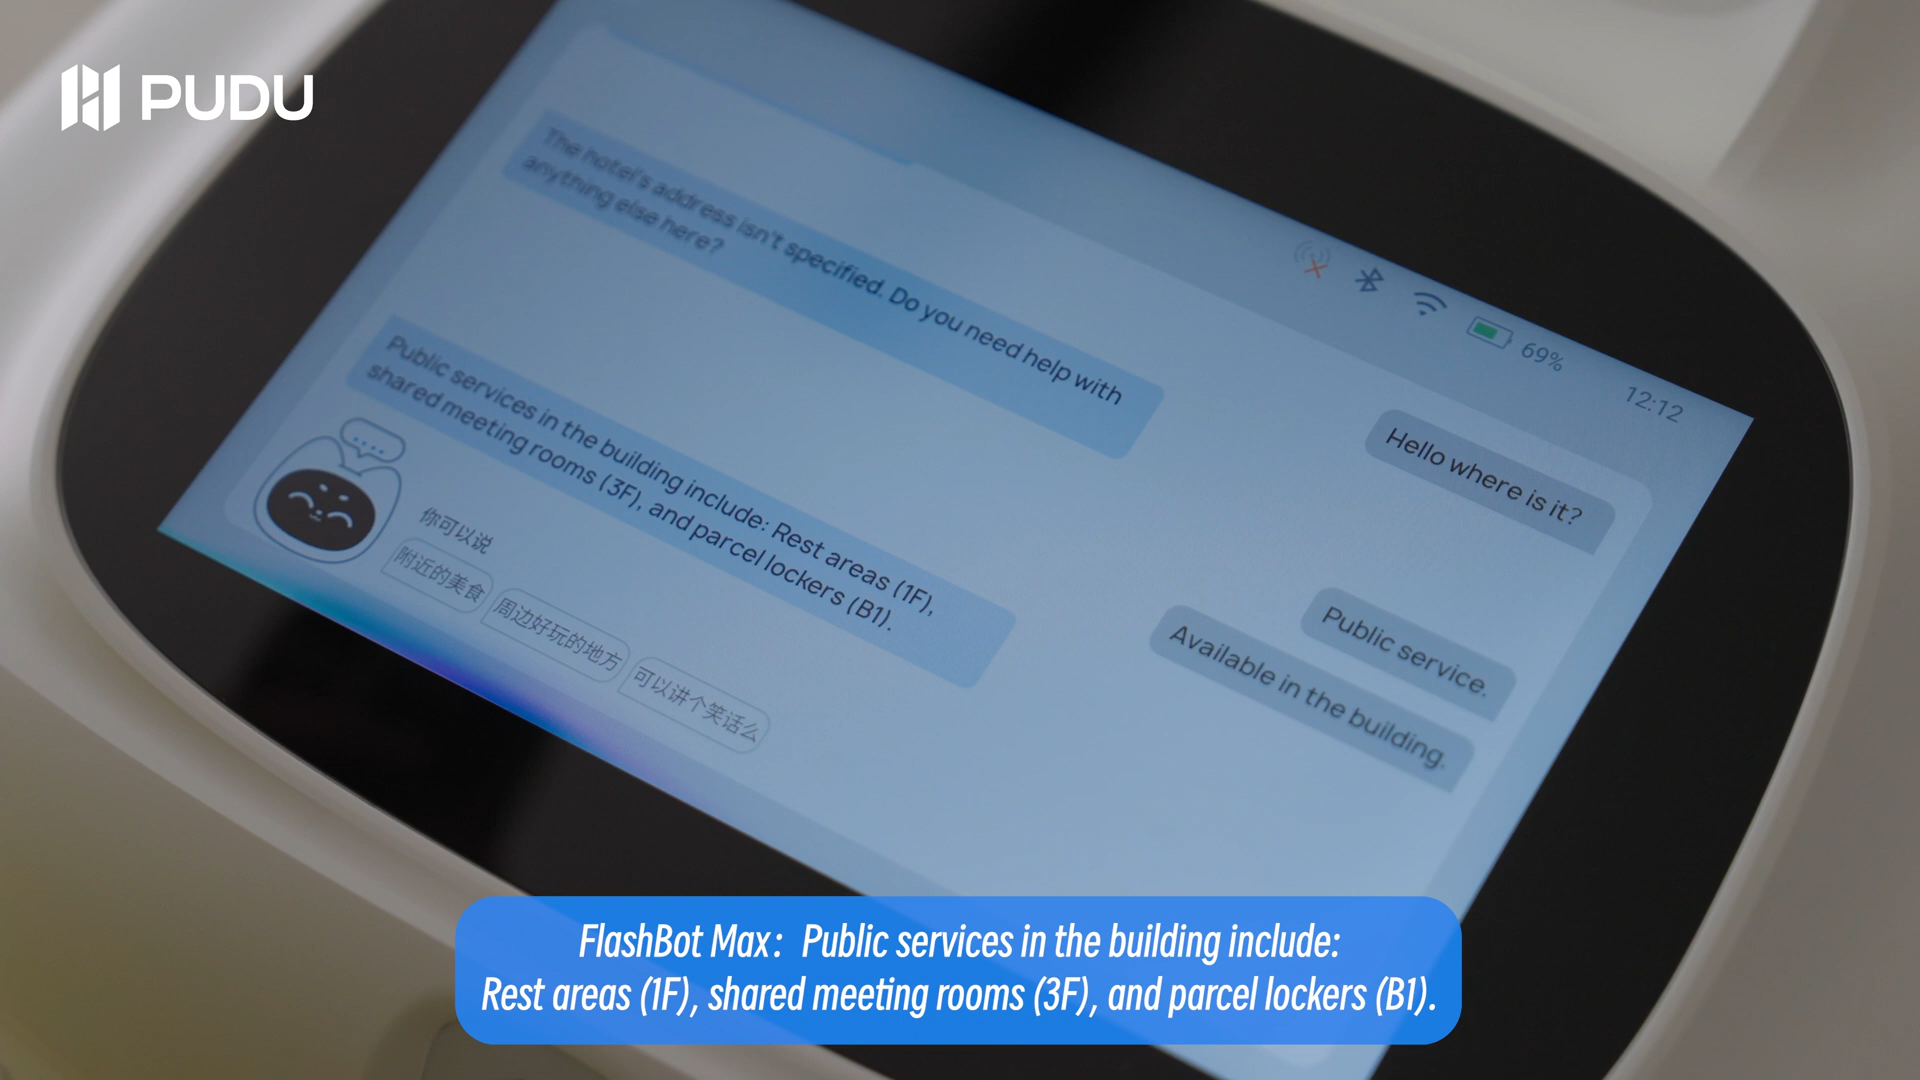 PUDU
69%
12:12
Hello where is it?
The hotel's address isn't specified. Do you need help with
anything else here?
Public service.
Available in the building.
Public services in the building include: Rest areas (1F),
shared meeting rooms (3F), and parcel lockers (B1).
你可以说
附近的美食
周边好玩的地方
可以讲个笑话么
FlashBot Max: Public services in the building include:
Rest areas (1F), shared meeting rooms (3F), and parcel lockers (B1).